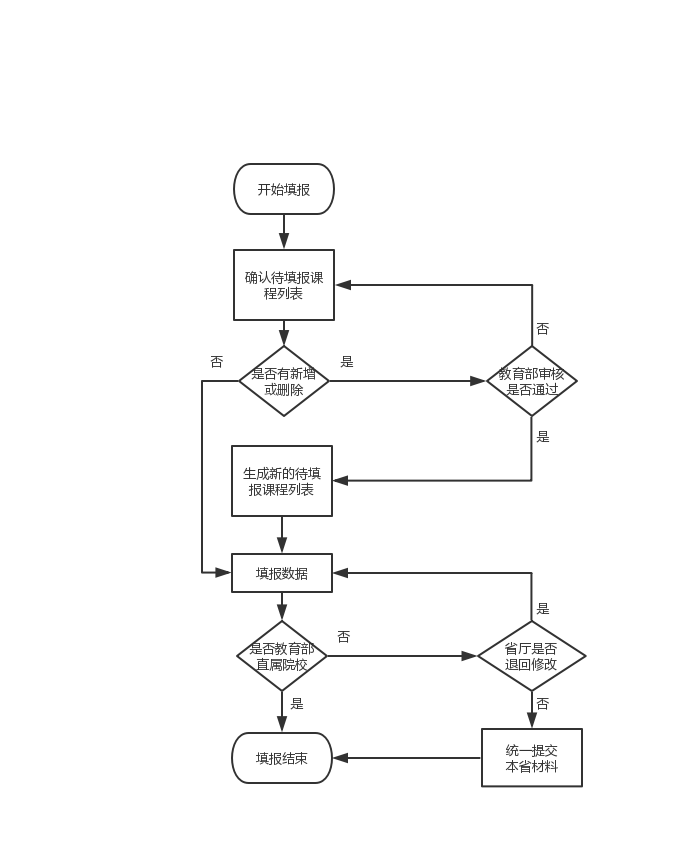 开始填报
确认待填报课
程列表
否
否
是
是否有新增
或删除
教育部审核
是否通过
是
生成新的待填
报课程列表
填报数据
是
否
是否教育部
直属院校
省厅是否
退回修改
是
否
统一提交
本省材料
填报结束